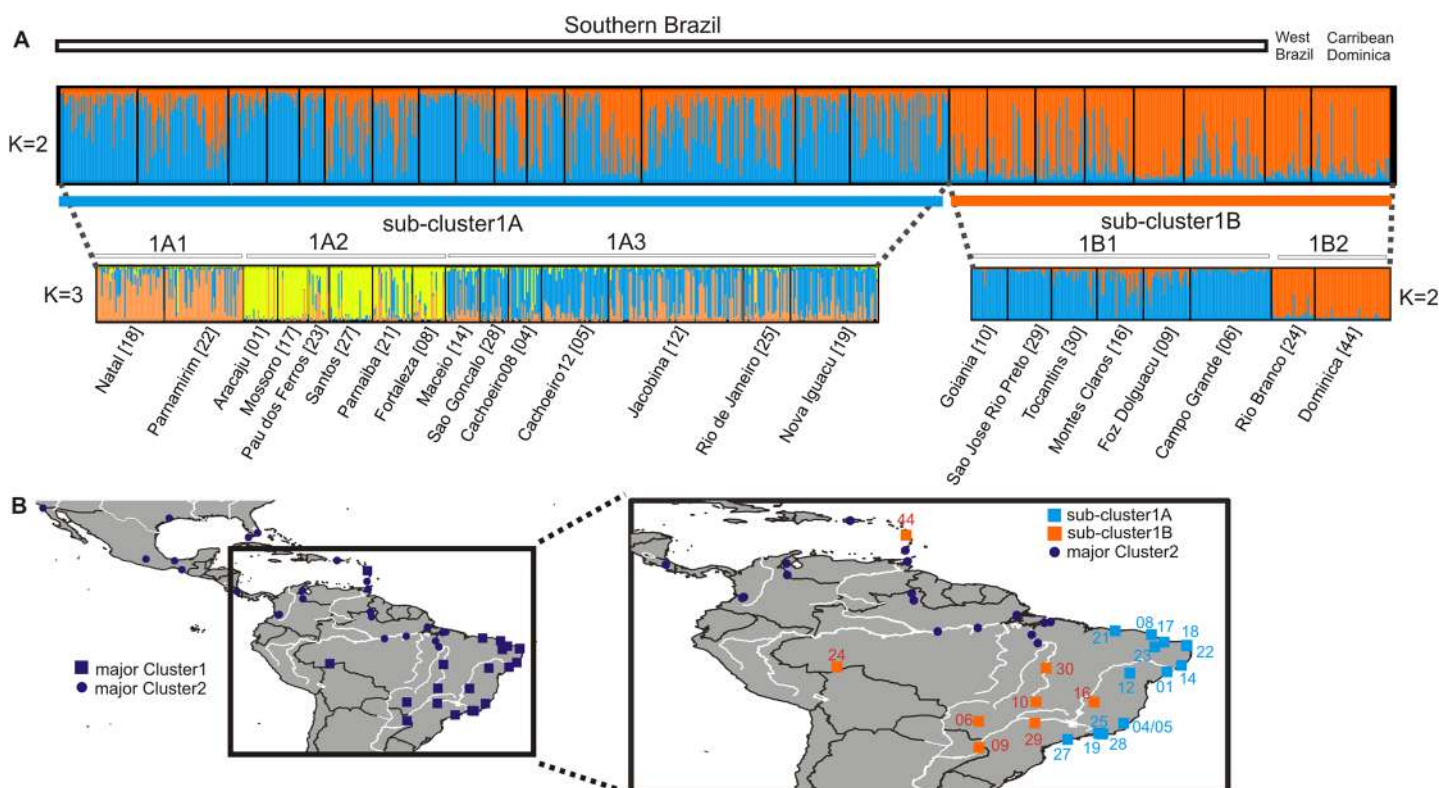 A
Southern Brazil
West
Brazil
Carribean
Dominica
K=2
sub-cluster1A
sub-cluster1B
1A1
1A2
1A3
1B1
1B2
K=3
K=2
Natal [18]
Parnamirim [22]
Aracaju [01]
Mossoro [17]
Pau dos Ferros [23]
Santos [27]
Parnaiba [21]
Fortaleza [08]
Maceio [14]
Sao Goncalo [28]
Cachoeiro08 [04]
Cachoeiro12 [05]
Jacobina [12]
Rio de Janeiro [25]
Nova Iguacu [19]
Goiania [10]
Sao Jose Rio Preto [29]
Tocantins [30]
Montes Claros [16]
Foz Dolguacu [09]
Campo Grande [06]
Rio Branco [24]
Dominica [44]
B
major Cluster1
major Cluster2
sub-cluster1A
sub-cluster1B
major Cluster2
44
08
17
18
21
23
22
24
30
12
14
01
10
16
06
25
04/05
09
29
27
19
28